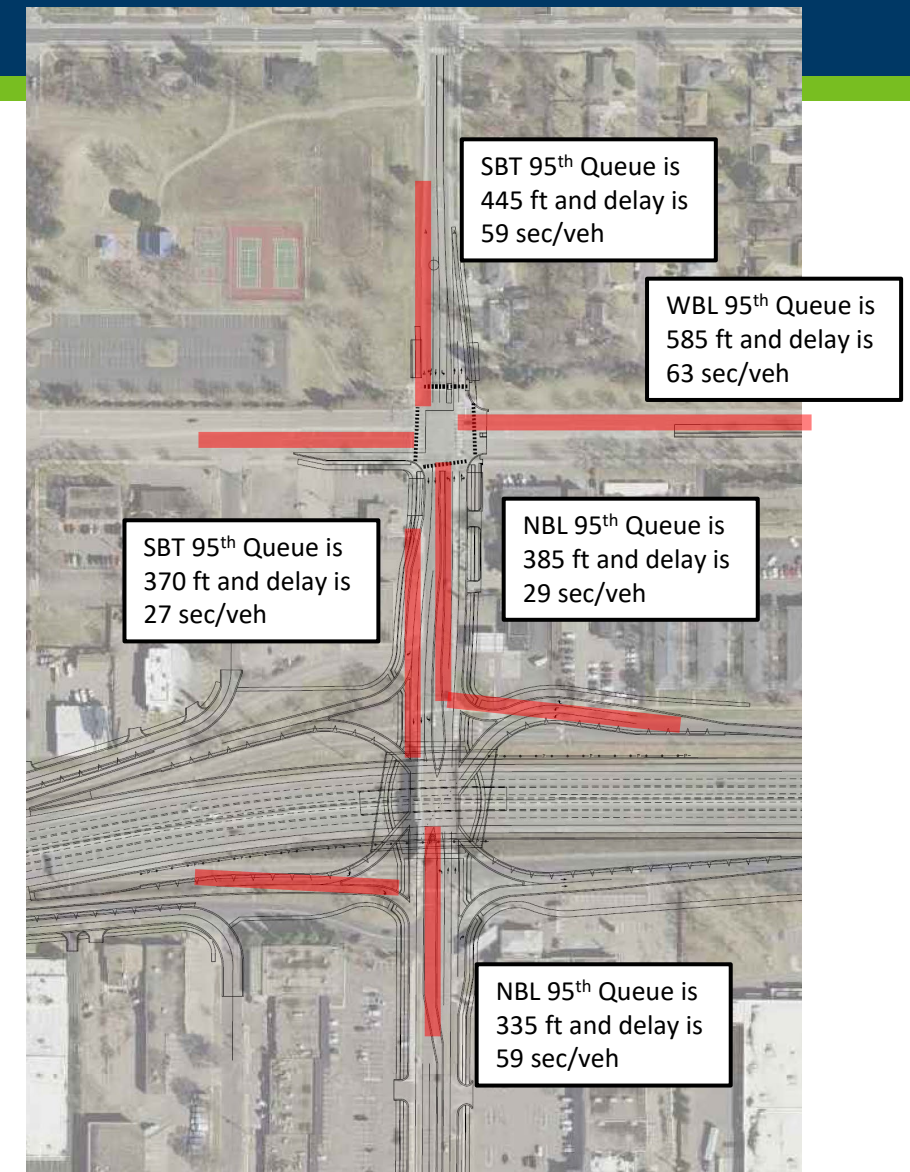 SBT 95th Queue is
445 ft and delay is
59 sec/veh
WBL 95th Queue is
585 ft and delay is
63 sec/veh
SBT 95th Queue is
370 ft and delay is
27 sec/veh
NBL 95th Queue is
385 ft and delay is
29 sec/veh
NBL 95th Queue is
335 ft and delay is
59 sec/veh